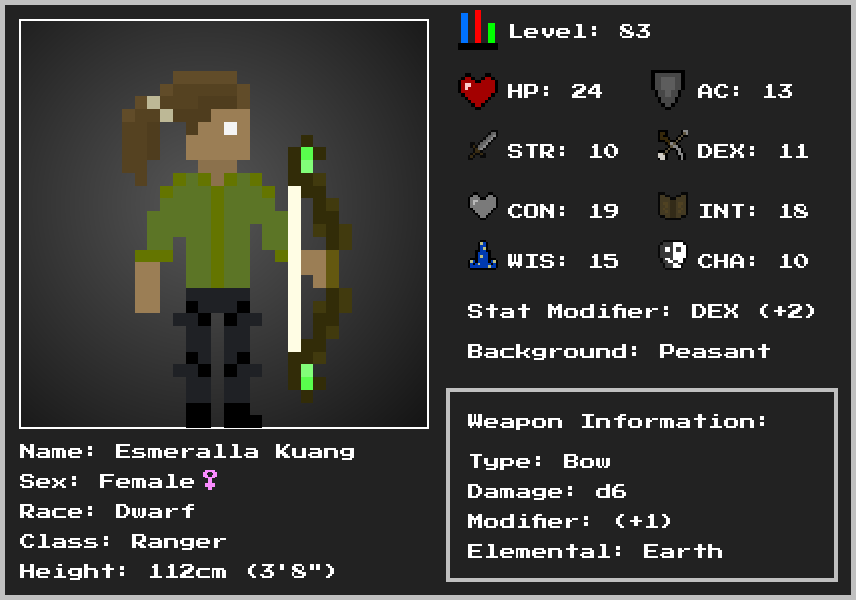 Level: 83
HP: 24 AC: 13
STR: 10 DEX: 11
CON: 19 INT: 18
WIS: 15 CHA: 10
Stat Modifier: DEX (+2)
Background: Peasant
Weapon Information:
Type: Bow
Damage: d6
Modifier: (+1)
Elemental: Earth
Name: Esmeralla Kuang
Sex: Female♀
Race: Dwarf
Class: Ranger
Height: 112cm (3'8")